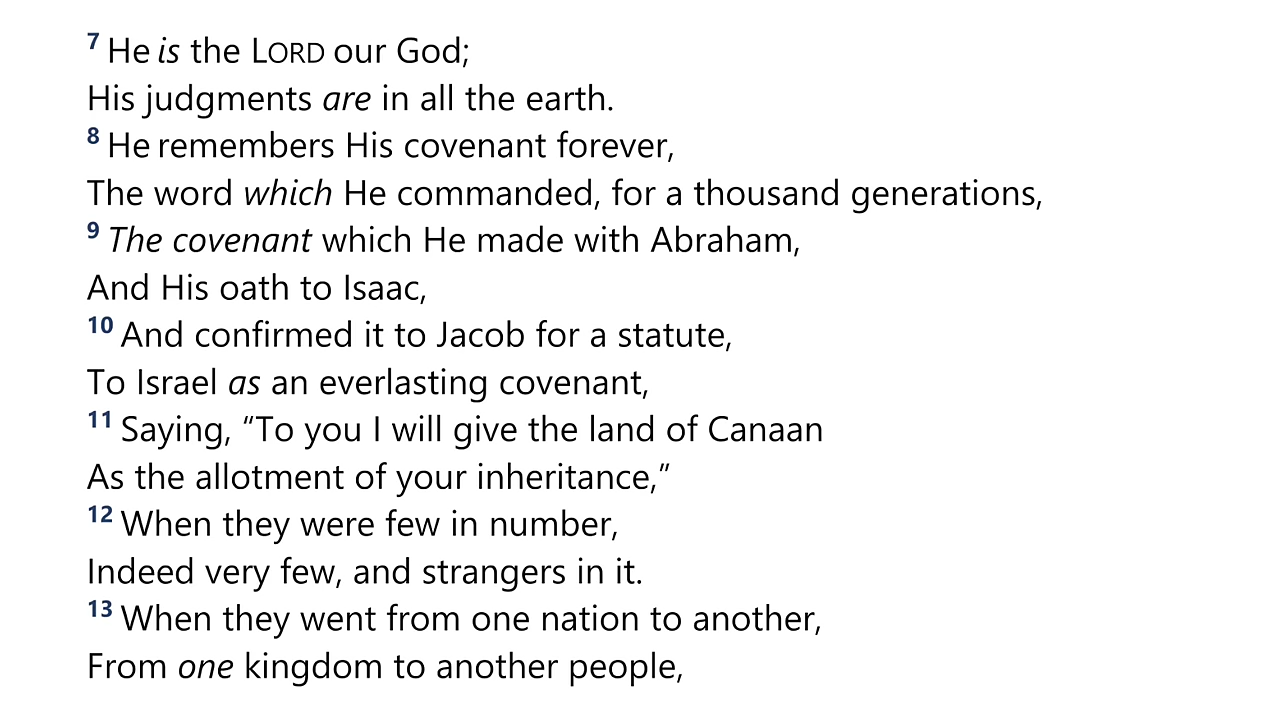 7 He is the LORD our God;
His judgments are in all the earth.
8 He remembers His covenant forever,
The word which He commanded, for a thousand generations,
9 The covenant which He made with Abraham,
And His oath to Isaac,
10 And confirmed it to Jacob for a statute,
To Israel as an everlasting covenant,
11 Saying, “To you I will give the land of Canaan
As the allotment of your inheritance,”
12 When they were few in number,
Indeed very few, and strangers in it.
13 When they went from one nation to another,
From one kingdom to another people,